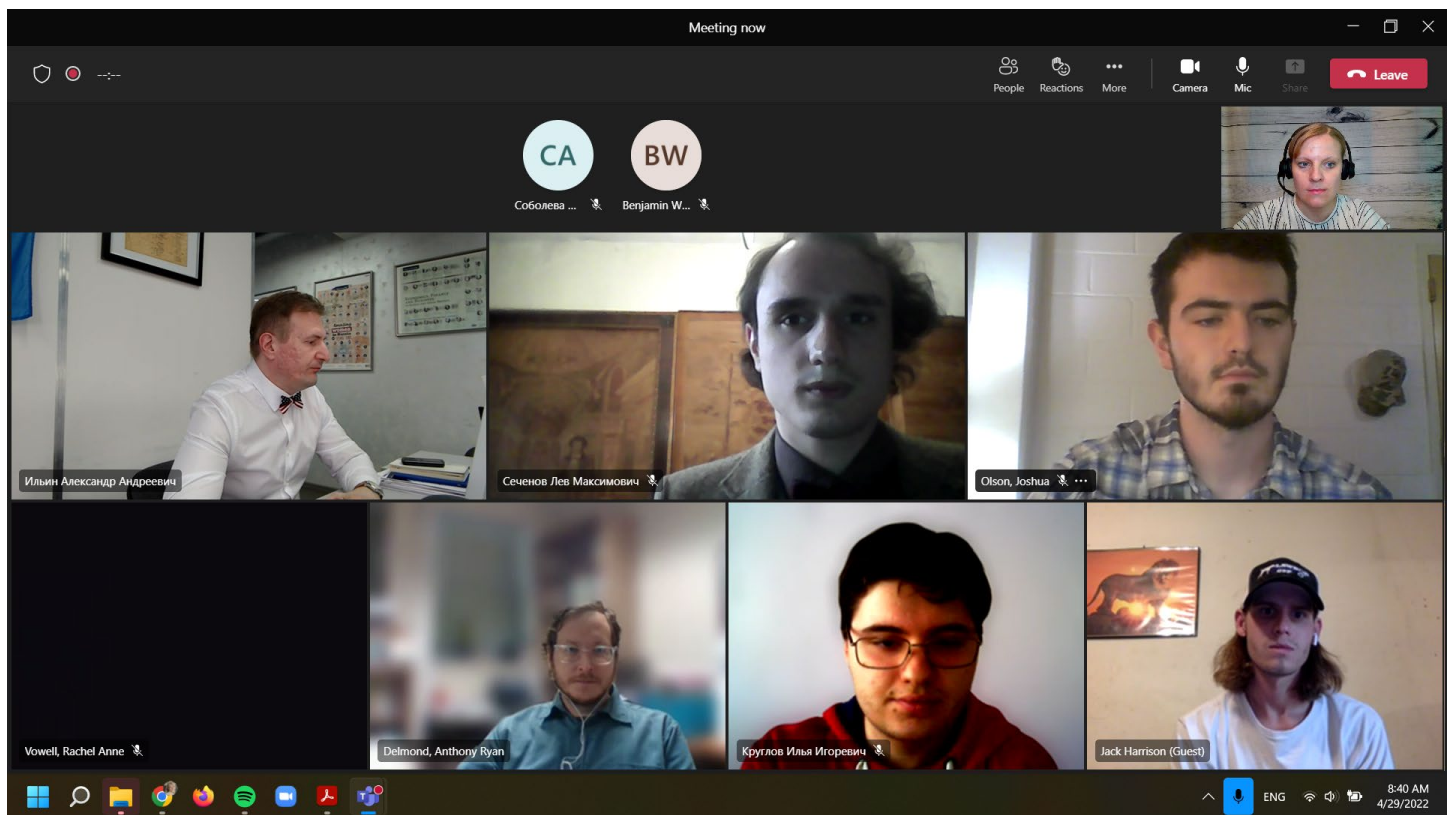 Meeting now
--:--
People
Reactions
More
Camera
Mic
Share
Leave
CA
BW
Соболева ...
Benjamin W...
Ильин Александр Андреевич
Сеченов Лев Максимович
Olson, Joshua
Vowell, Rachel Anne
Delmond, Anthony Ryan
Круглов Илья Игоревич
Jack Harrison (Guest)
ENG
8:40 AM
4/29/2022